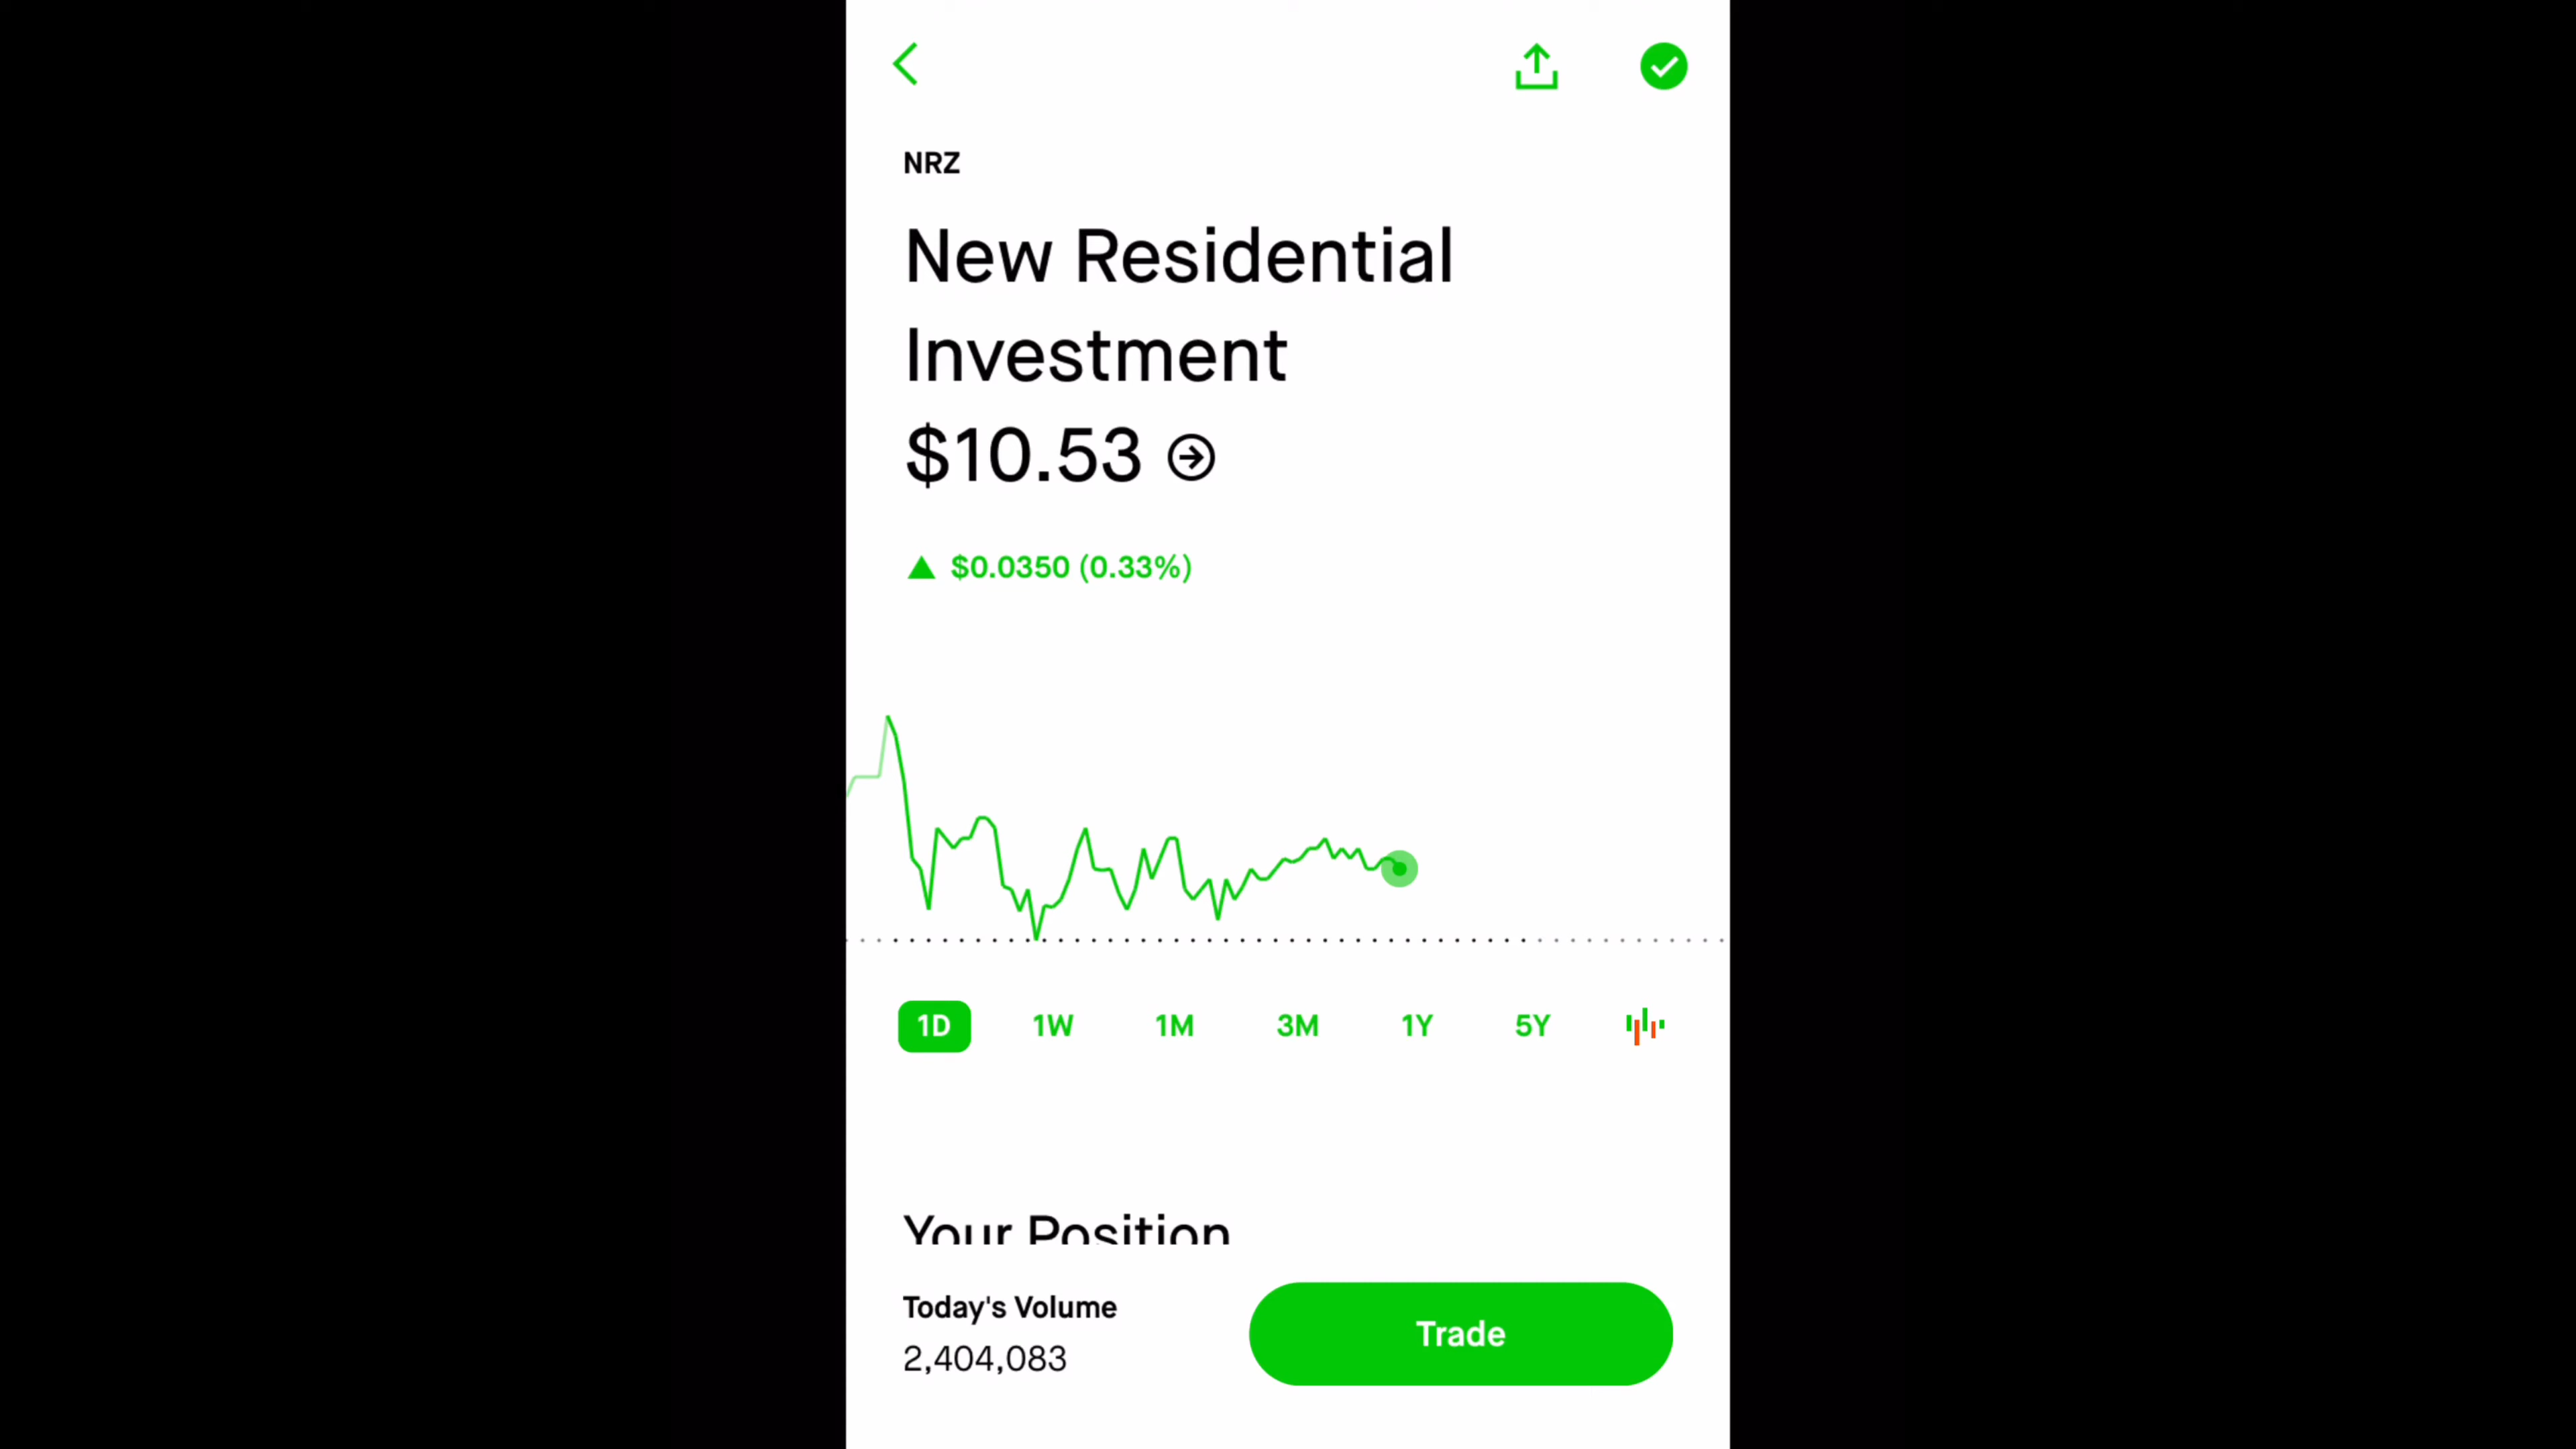 NRZ
New Residential
Investment
$10.53
$0.0350 (0.33%)
1D 1W 1M 3M 1Y 5Y
Your Position
Today's Volume
2,404,083
Trade